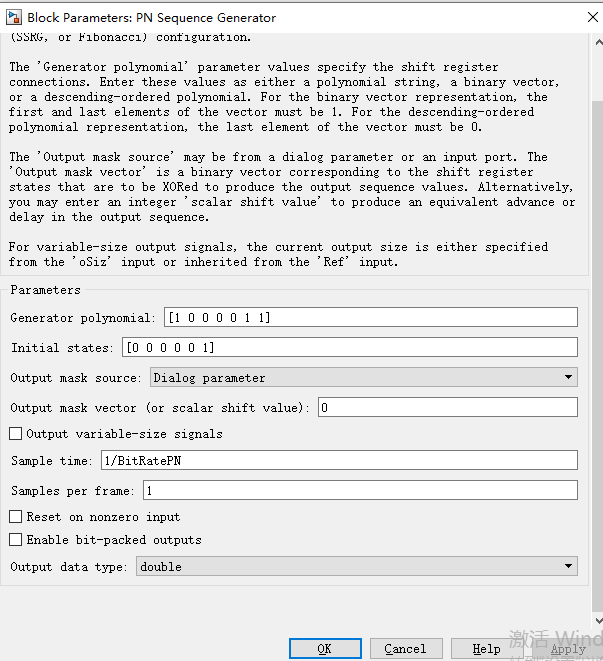 Block Parameters: PN Sequence Generator
(SSRG, or Fibonacci) configuration.
The 'Generator polynomial' parameter values specify the shift register
connections. Enter these values as either a polynomial string, a binary vector,
or a descending-ordered polynomial. For the binary vector representation, the
first and last elements of the vector must be 1. For the descending-ordered
polynomial representation, the last element of the vector must be 0.
The 'Output mask source' may be from a dialog parameter or an input port. The
'Output mask vector' is a binary vector corresponding to the shift register
states that are to be XORed to produce the output sequence values. Alternatively,
you may enter an integer 'scalar shift value' to produce an equivalent advance or
delay in the output sequence.
For variable-size output signals, the current output size is either specified
from the 'oSiz' input or inherited from the 'Ref' input.
Parameters
Generator polynomial: [1 0 0 0 0 1 1]
Initial states: [0 0 0 0 0 1]
Output mask source: Dialog parameter
Output mask vector (or scalar shift value): 0
Output variable-size signals
Sample time: 1/BitRatePN
Samples per frame: 1
Reset on nonzero input
Enable bit-packed outputs
Output data type: double
激活 Wind
OK Cancel Help Apply